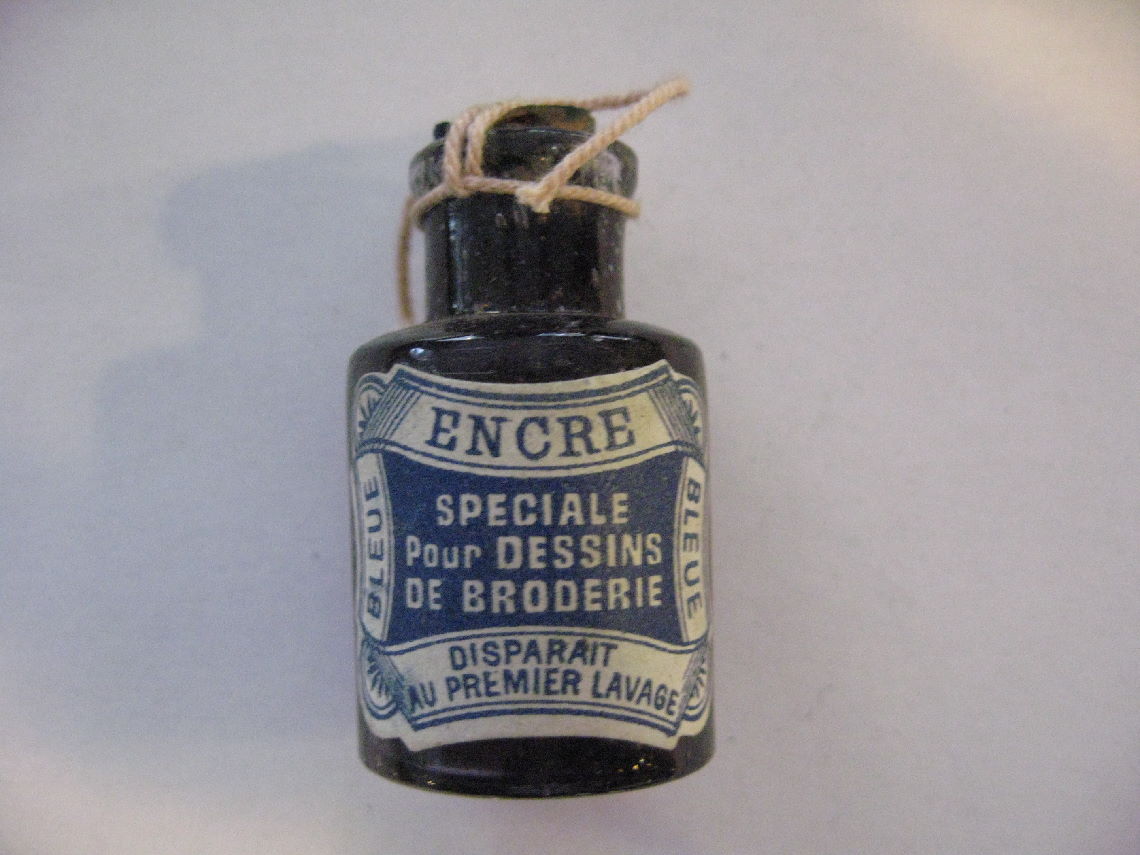 ENCRE
BLEUE
SPECIALE
Pour DESSINS
DE BRODERIE
BLEUE
DISPARAIT
AU PREMIER LAVAGE